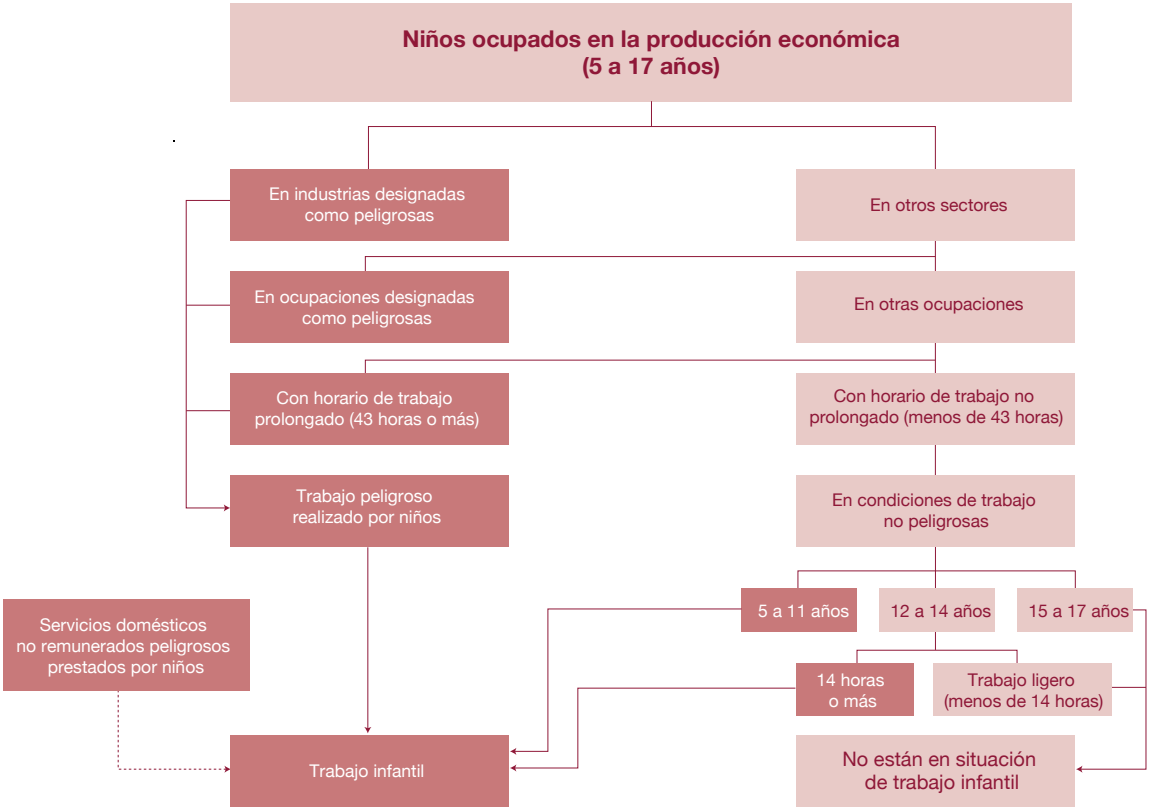 Niños ocupados en la producción económica
(5 a 17 años)
En industrias designadas
como peligrosas
En otros sectores
En ocupaciones designadas
como peligrosas
En otras ocupaciones
Con horario de trabajo
prolongado (43 horas o más)
Con horario de trabajo no
prolongado (menos de 43 horas)
Trabajo peligroso
realizado por niños
En condiciones de trabajo
no peligrosas
5 a 11 años
12 a 14 años
15 a 17 años
Servicios domésticos
no remunerados peligrosos
prestados por niños
14 horas
o más
Trabajo ligero
(menos de 14 horas)
Trabajo infantil
No están en situación
de trabajo infantil